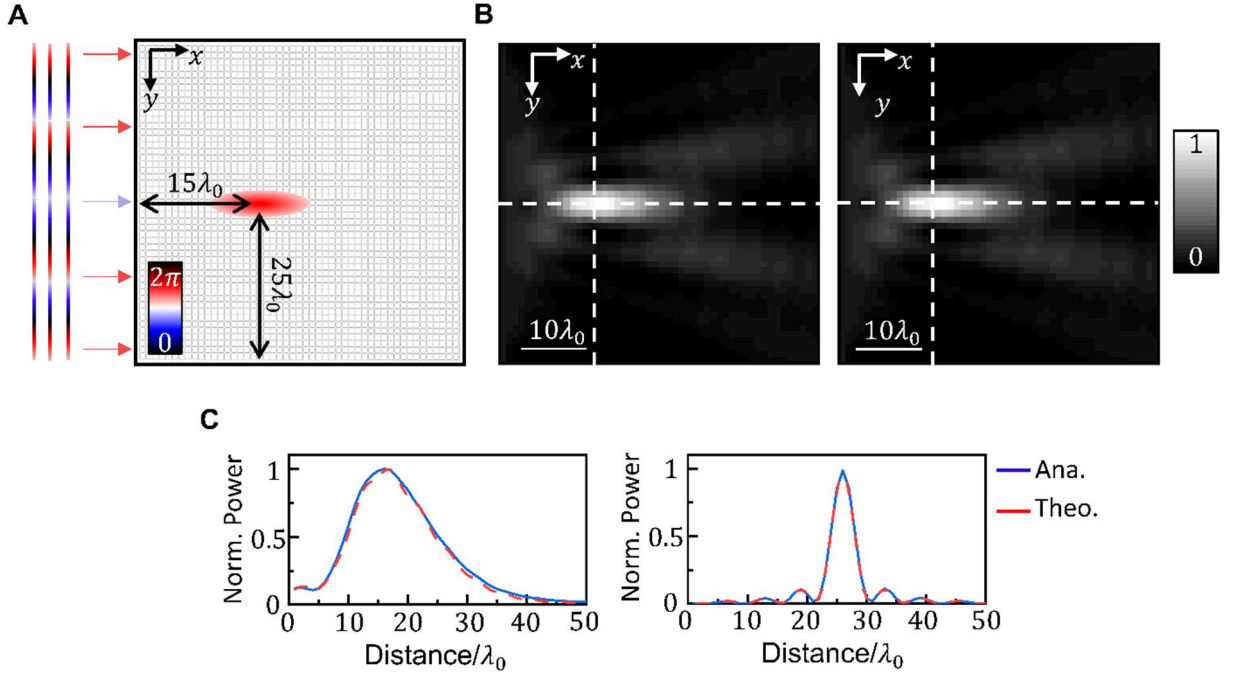 A
B
x
y
15λ₀
25λ₀
2π
0
x
y
10λ₀
x
y
10λ₀
1
0
C
Norm. Power
1
0.5
0
0 10 20 30 40 50
Distance/λ₀
Norm. Power
1
0.5
0
0 10 20 30 40 50
Distance/λ₀
Ana.
Theo.